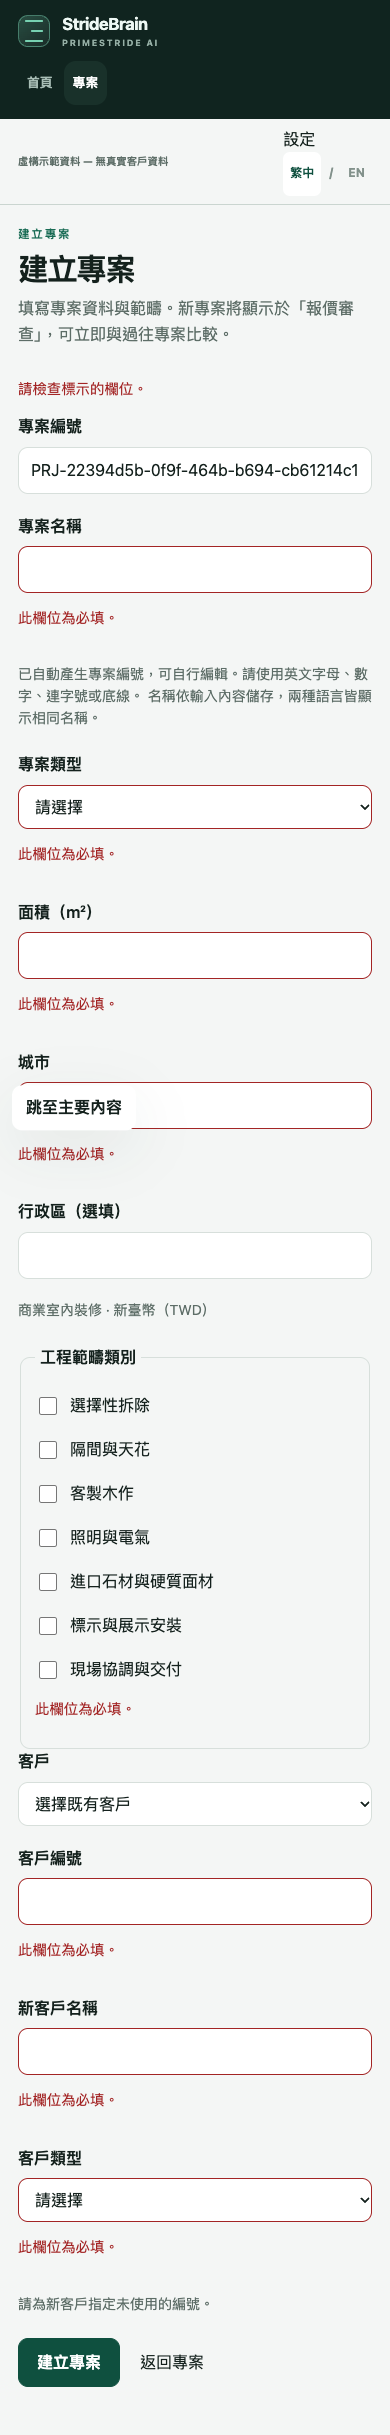 StrideBrain
PRIMESTRIDE AI
首頁 專案
虛構示範資料 — 無真實客戶資料
設定
繁中 / EN
建立專案
建立專案
填寫專案資料與範疇。新專案將顯示於「報價審
查」，可立即與過往專案比較。
請檢查標示的欄位。
專案編號
PRJ-22394d5b-0f9f-464b-b694-cb61214c1
專案名稱
此欄位為必填。
已自動產生專案編號，可自行編輯。請使用英文字母、數
字、連字號或底線。 名稱依輸入內容儲存，兩種語言皆顯
示相同名稱。
專案類型
請選擇
此欄位為必填。
面積（m²）
此欄位為必填。
城市
跳至主要內容
此欄位為必填。
行政區（選填）
商業室內裝修 · 新臺幣（TWD）
工程範疇類別
選擇性拆除
隔間與天花
客製木作
照明與電氣
進口石材與硬質面材
標示與展示安裝
現場協調與交付
此欄位為必填。
客戶
選擇既有客戶
客戶編號
此欄位為必填。
新客戶名稱
此欄位為必填。
客戶類型
請選擇
此欄位為必填。
請為新客戶指定未使用的編號。
建立專案 返回專案